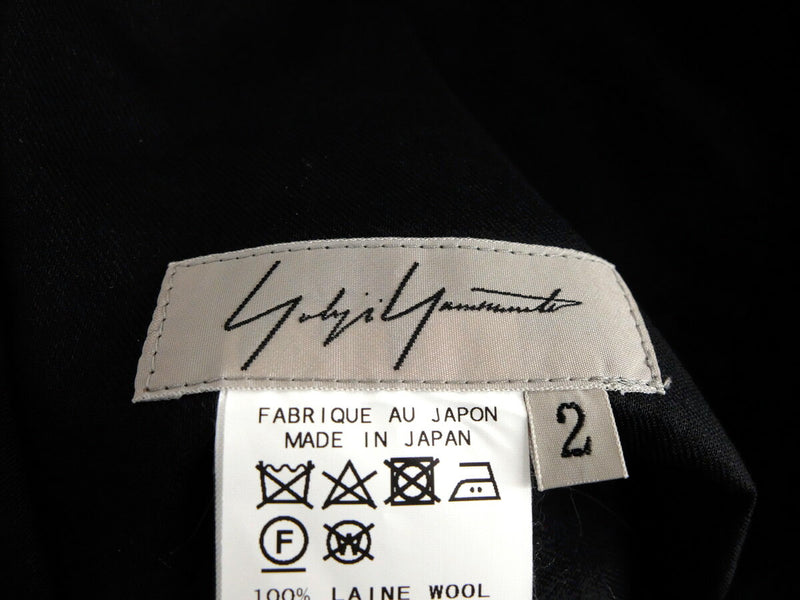 Yohji Yamamoto
FABRIQUE AU JAPON
MADE IN JAPAN
2
F
W
100% LAINE WOOL